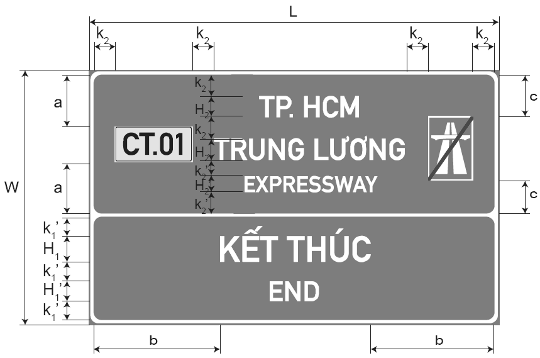 L
k₂ k₂ k₂ k₂
W
a
a
k₂
H₂
k₂
H₂'
k₂'
H₂'
k₂'
CT.01
TP. HCM
TRUNG LƯƠNG
EXPRESSWAY
c
c
k₁'
H₁
k₁'
H₁'
k₁'
KẾT THÚC
END
b b